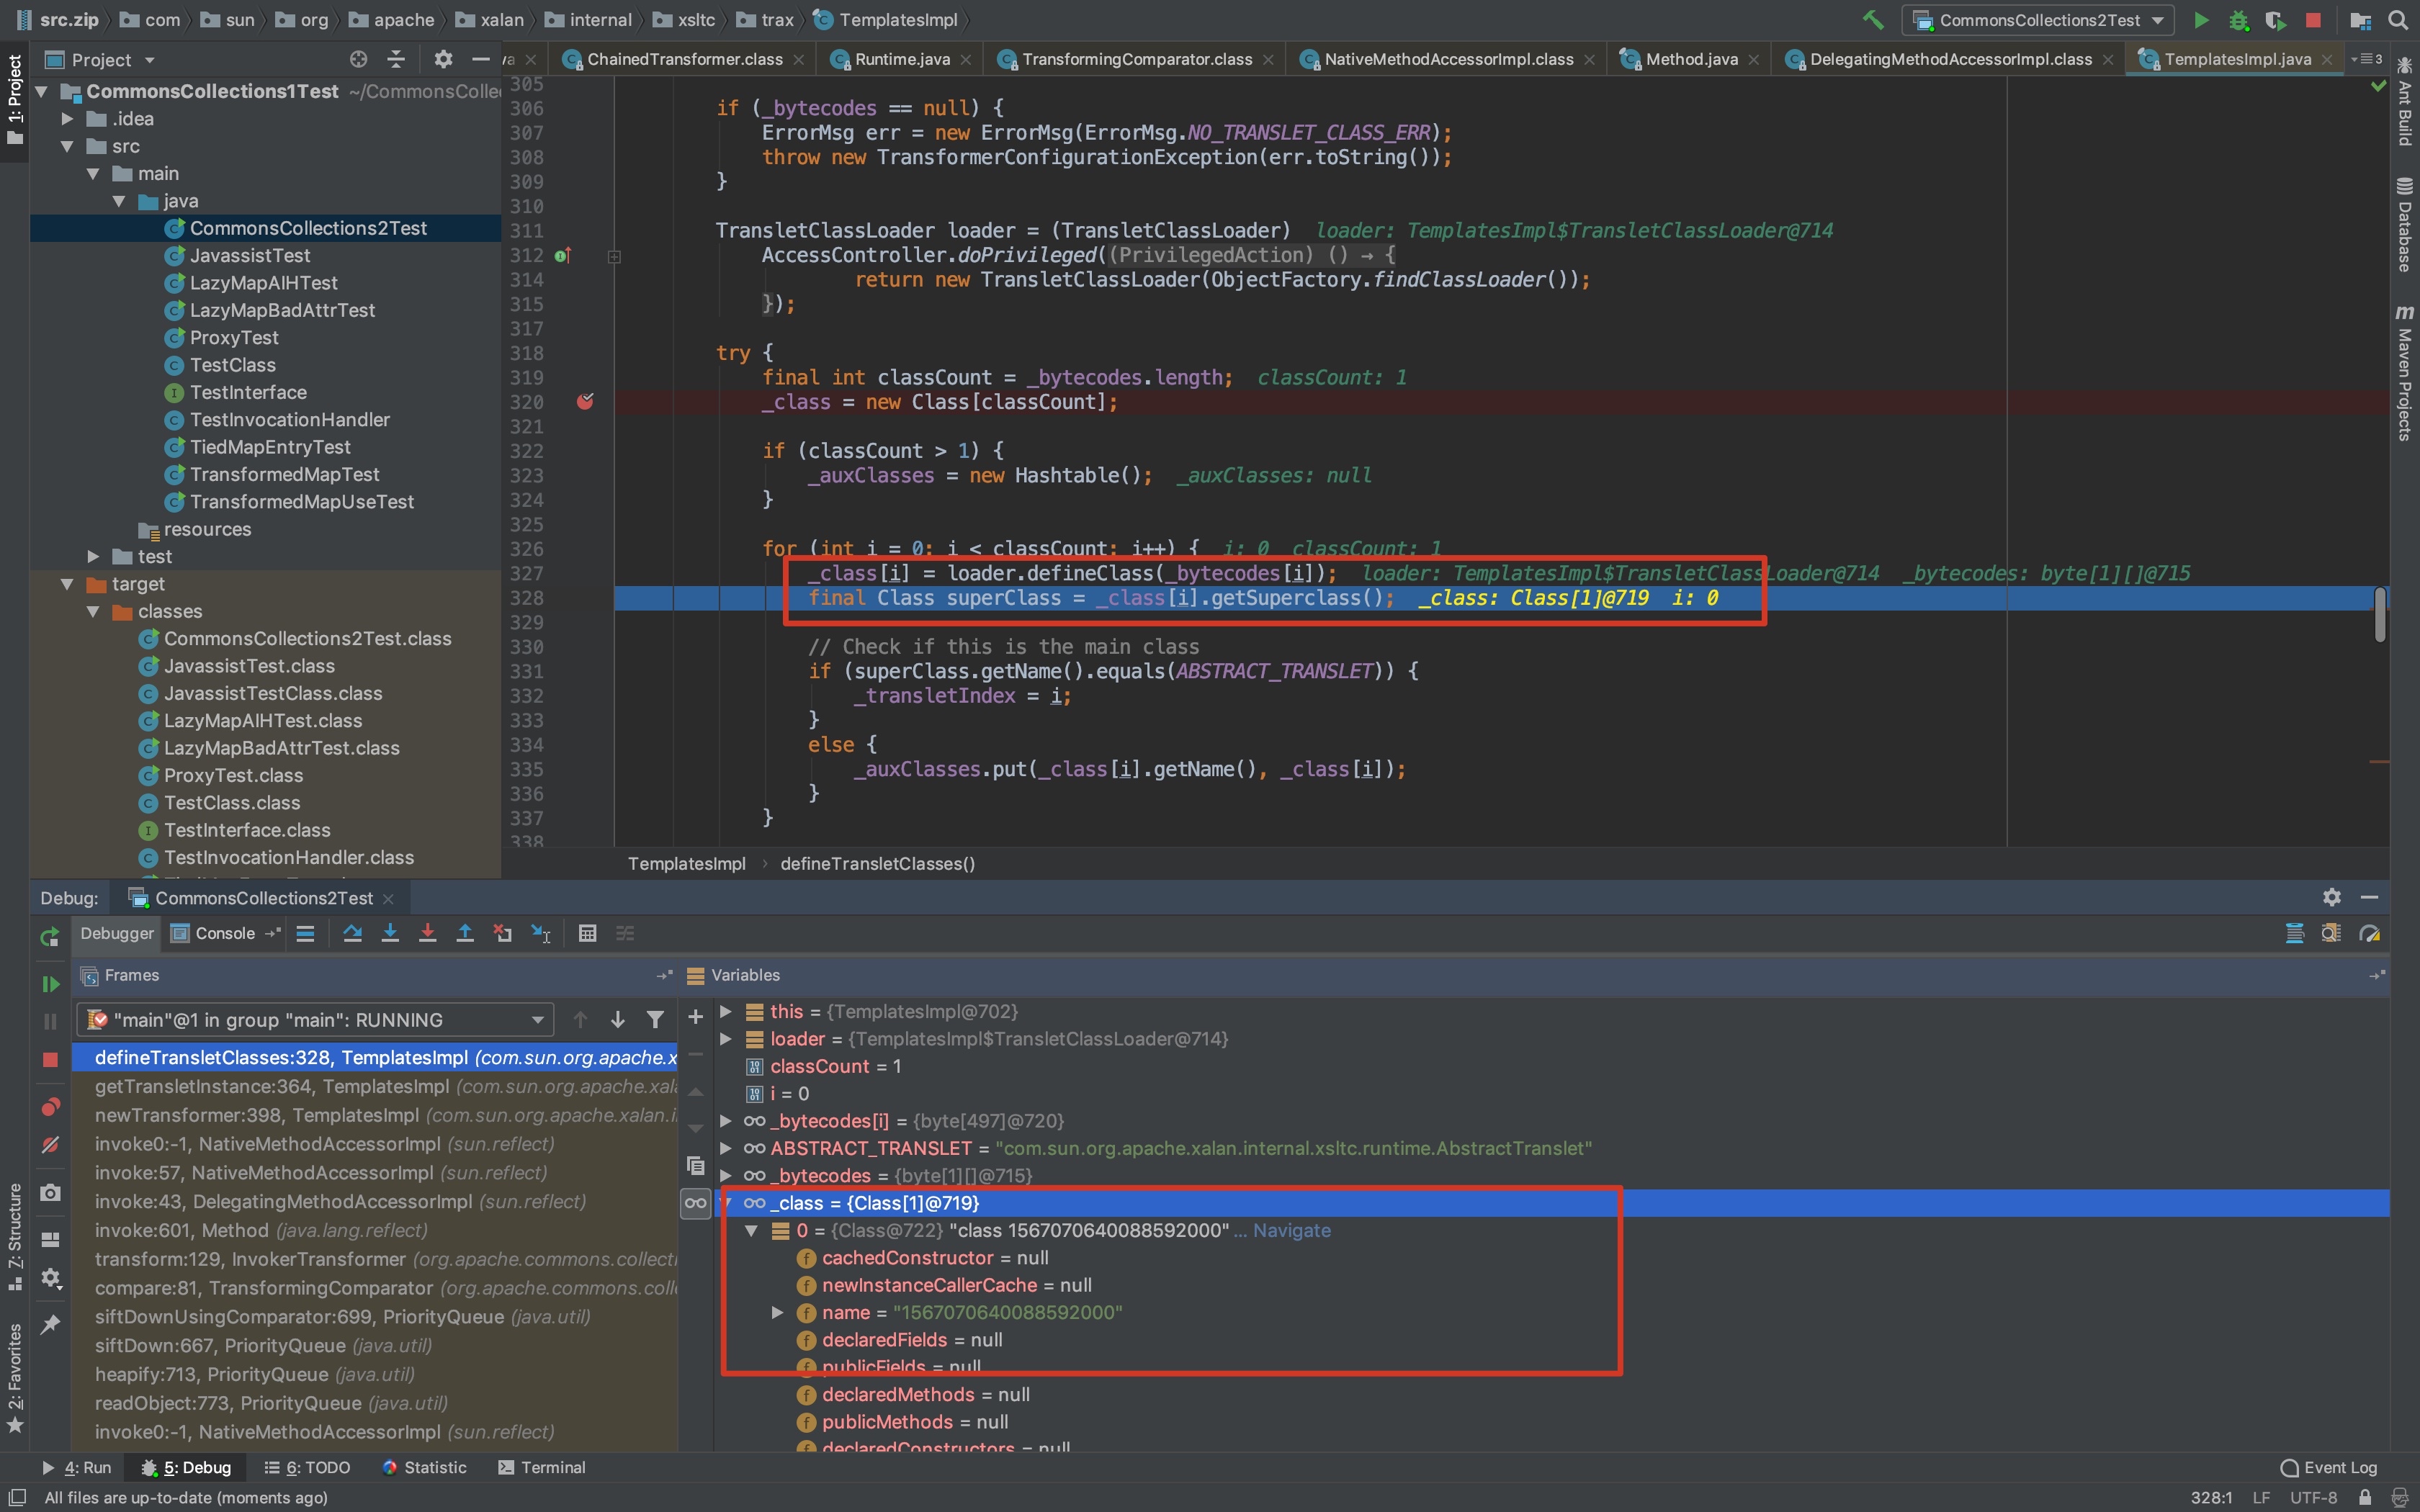 src.zip com sun org apache xalan internal xsltc trax TemplatesImpl CommonsCollections2Test
Project ChainedTransformer.class Runtime.java TransformingComparator.class NativeMethodAccessorImpl.class Method.java DelegatingMethodAccessorImpl.class TemplatesImpl.java 3
1: Project
Ant Build
Database
Maven Projects
CommonsCollections1Test ~/CommonsColle
.idea
src
main
java
CommonsCollections2Test
JavassistTest
LazyMapAIHTest
LazyMapBadAttrTest
ProxyTest
TestClass
TestInterface
TestInvocationHandler
TiedMapEntryTest
TransformedMapTest
TransformedMapUseTest
resources
test
target
classes
CommonsCollections2Test.class
JavassistTest.class
JavassistTestClass.class
LazyMapAIHTest.class
LazyMapBadAttrTest.class
ProxyTest.class
TestClass.class
TestInterface.class
TestInvocationHandler.class
305
306 if (_bytecodes == null) {
307 ErrorMsg err = new ErrorMsg(ErrorMsg.NO_TRANSLET_CLASS_ERR);
308 throw new TransformerConfigurationException(err.toString());
309 }
310
311 TransletClassLoader loader = (TransletClassLoader) loader: TemplatesImpl$TransletClassLoader@714
312 AccessController.doPrivileged((PrivilegedAction) () → {
314 return new TransletClassLoader(ObjectFactory.findClassLoader());
315 });
317
318 try {
319 final int classCount = _bytecodes.length; classCount: 1
320 _class = new Class[classCount];
321
322 if (classCount > 1) {
323 _auxClasses = new Hashtable(); _auxClasses: null
324 }
325
326 for (int i = 0; i < classCount; i++) { i: 0 classCount: 1
327 _class[i] = loader.defineClass(_bytecodes[i]); loader: TemplatesImpl$TransletClassLoader@714 _bytecodes: byte[1][]@715
328 final Class superClass = _class[i].getSuperclass(); _class: Class[1]@719 i: 0
329
330 // Check if this is the main class
331 if (superClass.getName().equals(ABSTRACT_TRANSLET)) {
332 _transletIndex = i;
333 }
334 else {
335 _auxClasses.put(_class[i].getName(), _class[i]);
336 }
337 }
338
TemplatesImpl › defineTransletClasses()
Debug: CommonsCollections2Test
Debugger Console
Frames
"main"@1 in group "main": RUNNING
defineTransletClasses:328, TemplatesImpl (com.sun.org.apache.x
getTransletInstance:364, TemplatesImpl (com.sun.org.apache.xal
newTransformer:398, TemplatesImpl (com.sun.org.apache.xalan.i
invoke0:-1, NativeMethodAccessorImpl (sun.reflect)
invoke:57, NativeMethodAccessorImpl (sun.reflect)
invoke:43, DelegatingMethodAccessorImpl (sun.reflect)
invoke:601, Method (java.lang.reflect)
transform:129, InvokerTransformer (org.apache.commons.collecti
compare:81, TransformingComparator (org.apache.commons.coll
siftDownUsingComparator:699, PriorityQueue (java.util)
siftDown:667, PriorityQueue (java.util)
heapify:713, PriorityQueue (java.util)
readObject:773, PriorityQueue (java.util)
invoke0:-1, NativeMethodAccessorImpl (sun.reflect)
Variables
this = {TemplatesImpl@702}
loader = {TemplatesImpl$TransletClassLoader@714}
classCount = 1
i = 0
_bytecodes[i] = {byte[497]@720}
ABSTRACT_TRANSLET = "com.sun.org.apache.xalan.internal.xsltc.runtime.AbstractTranslet"
_bytecodes = {byte[1][]@715}
_class = {Class[1]@719}
0 = {Class@722} "class 1567070640088592000" ... Navigate
cachedConstructor = null
newInstanceCallerCache = null
name = "1567070640088592000"
declaredFields = null
publicFields = null
declaredMethods = null
publicMethods = null
declaredConstructors = null
7: Structure
2: Favorites
4: Run 5: Debug 6: TODO Statistic Terminal Event Log
All files are up-to-date (moments ago) 328:1 LF UTF-8